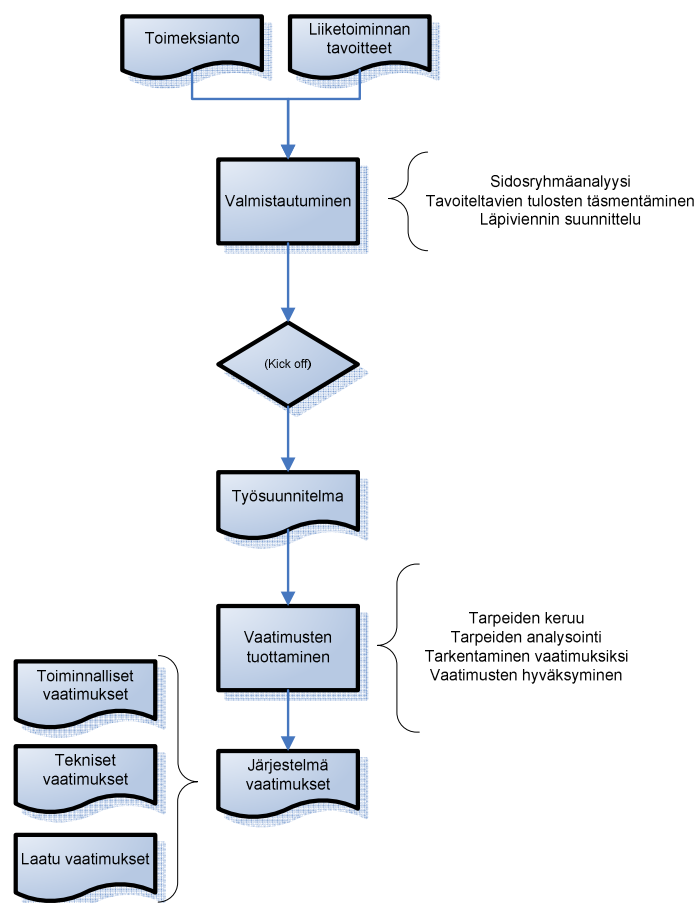 Toimeksianto
Liiketoiminnan
tavoitteet
Valmistautuminen
Sidosryhmäanalyysi
Tavoiteltavien tulosten täsmentäminen
Läpiviennin suunnittelu
(Kick off)
Työsuunnitelma
Vaatimusten
tuottaminen
Tarpeiden keruu
Tarpeiden analysointi
Tarkentaminen vaatimuksiksi
Vaatimusten hyväksyminen
Toiminnalliset
vaatimukset
Tekniset
vaatimukset
Laatu vaatimukset
Järjestelmä
vaatimukset